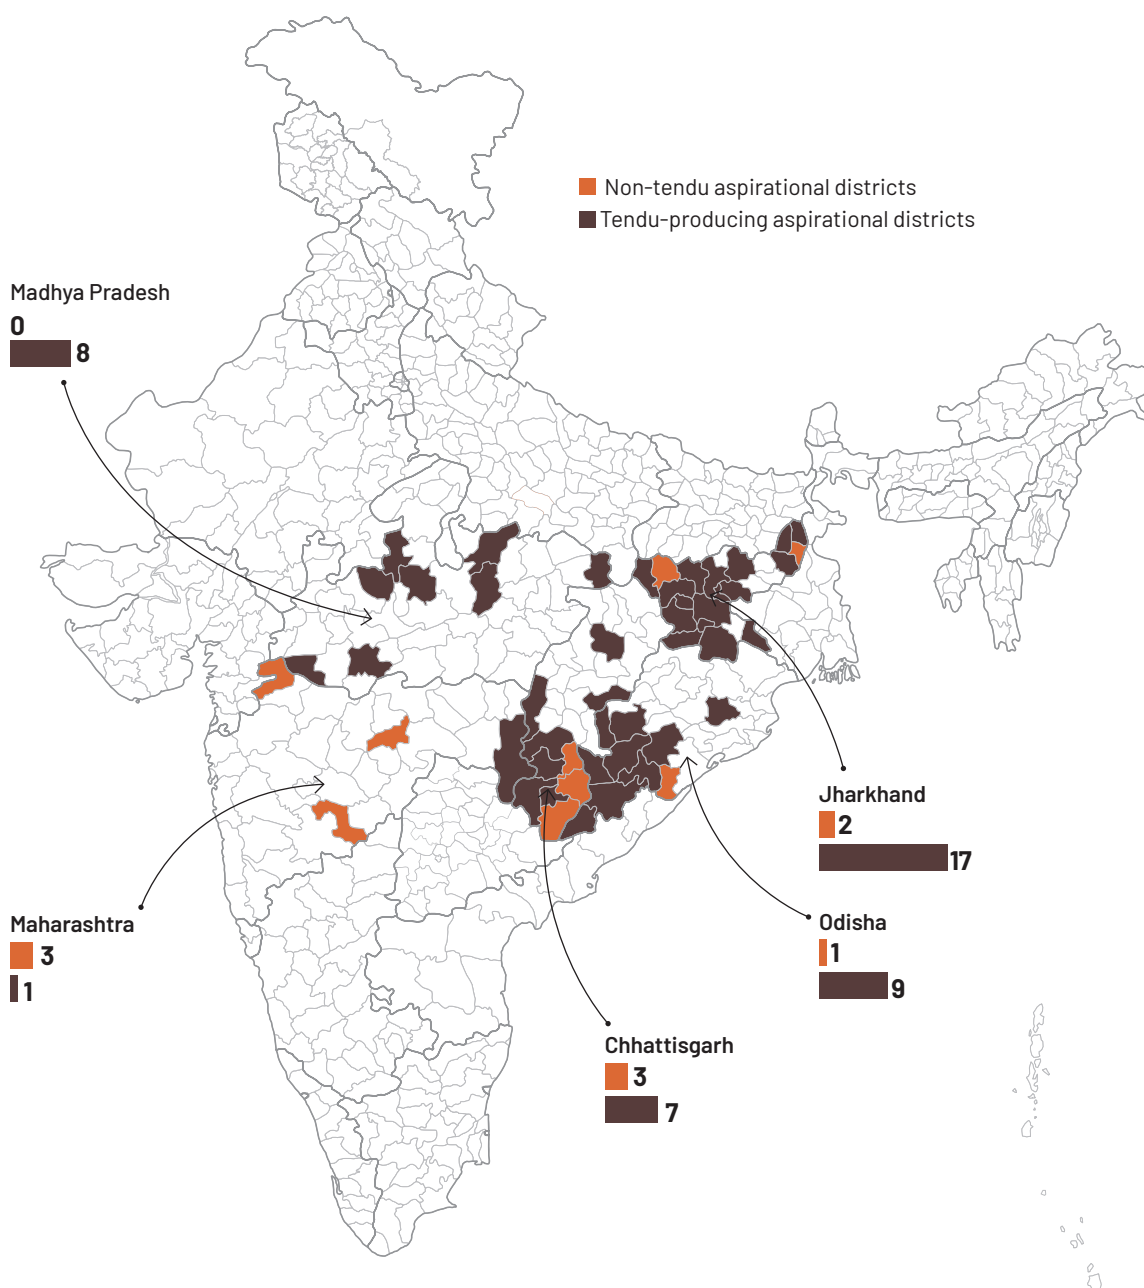 Non-tendu aspirational districts
Tendu-producing aspirational districts
Madhya Pradesh
0
8
Jharkhand
2
17
Maharashtra
3
1
Odisha
1
9
Chhattisgarh
3
7